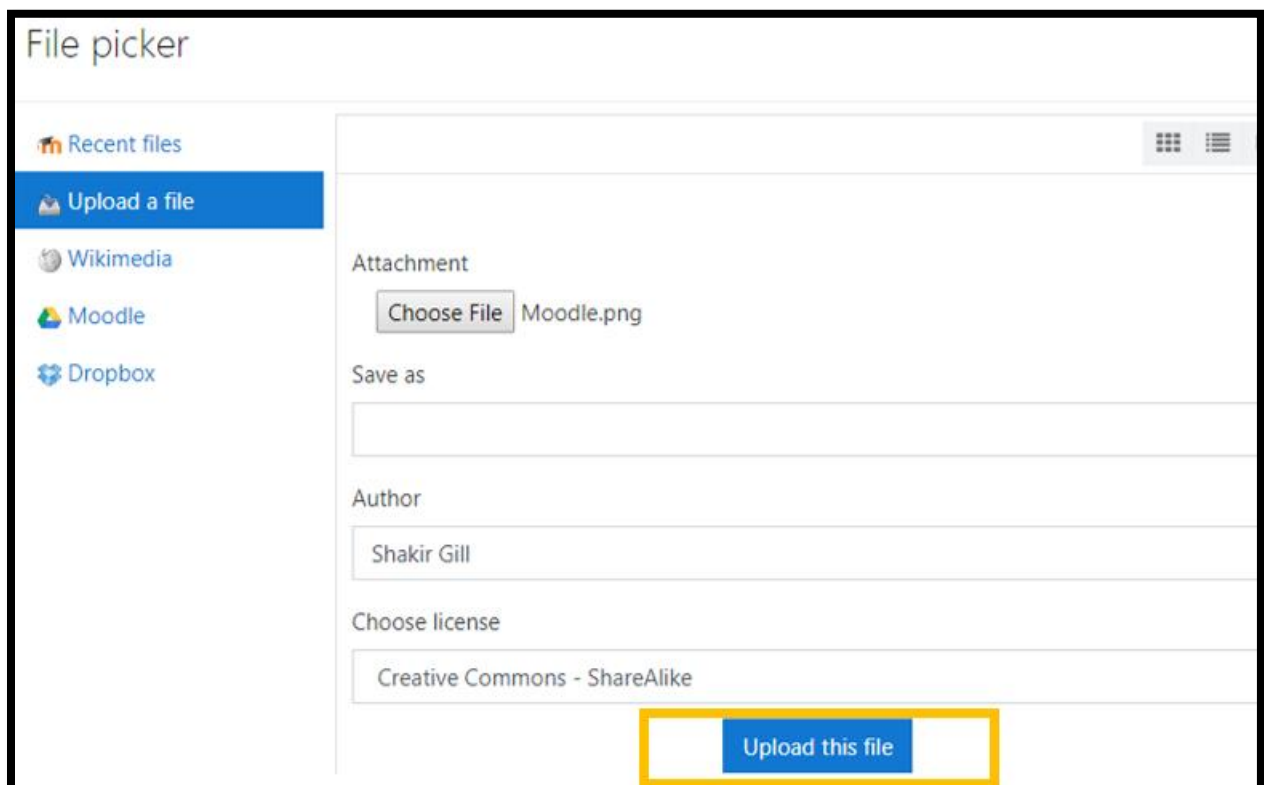 File picker
Recent files
Upload a file
Wikimedia
Moodle
Dropbox
Attachment
Choose File Moodle.png
Save as
Author
Shakir Gill
Choose license
Creative Commons - ShareAlike
Upload this file